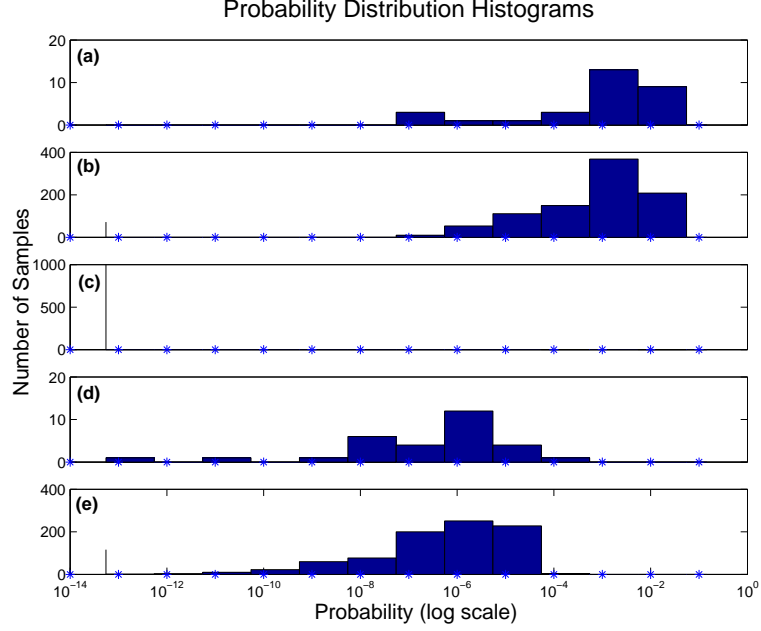 Probability Distribution Histograms
20
10
0
(a)
400
200
0
(b)
1000
500
0
(c)
20
10
0
(d)
400
200
0
(e)
10⁻¹⁴ 10⁻¹² 10⁻¹⁰ 10⁻⁸ 10⁻⁶ 10⁻⁴ 10⁻² 10⁰
Number of Samples
Probability (log scale)